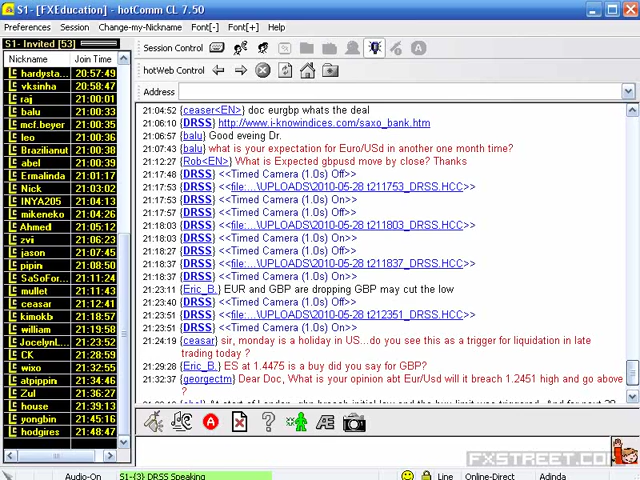 S1- [FXEducation] - hotComm CL 7.50
Preferences Session Change-my-Nickname Font[-] Font[+] Help
S1- Invited [53]
Session Control
Nickname Join Time
hardysta... 20:57:49
vksinha 20:58:47
raj 21:00:01
balu 21:00:33
mcf.beyer 21:00:35
leo 21:00:36
Brazilianut 21:00:38
abel 21:00:39
Ermalinda 21:01:17
Nick 21:03:02
INYA205 21:04:13
mikeneko 21:04:26
Ahmed 21:05:12
zvi 21:06:23
jason 21:07:45
pipin 21:08:50
SaSoFor... 21:11:24
mullet 21:11:43
ceasar 21:12:41
kimokb 21:18:57
william 21:19:58
JocelynL... 21:23:54
CK 21:28:59
wixo 21:32:55
atpippin 21:34:46
Zul 21:36:27
house 21:39:13
yongbin 21:45:16
hodgires 21:48:47
hotWeb Control
Address
21:04:52 {ceaser<EN>} doc eurgbp whats the deal
21:06:10 {DRSS} http://www.i-knowindices.com/saxo_bank.htm
21:06:57 {balu} Good eveing Dr.
21:07:43 {balu} what is your expectation for Euro/USd in another one month time?
21:12:27 {Rob<EN>} What is Expected gbpusd move by close? Thanks
21:17:48 {DRSS} <<Timed Camera (1.0s) Off>>
21:17:53 {DRSS} <<file:...\UPLOADS\2010-05-28 t211753_DRSS.HCC>>
21:17:53 {DRSS} <<Timed Camera (1.0s) On>>
21:17:57 {DRSS} <<Timed Camera (1.0s) Off>>
21:18:03 {DRSS} <<file:...\UPLOADS\2010-05-28 t211803_DRSS.HCC>>
21:18:03 {DRSS} <<Timed Camera (1.0s) On>>
21:18:32 {DRSS} <<Timed Camera (1.0s) Off>>
21:18:37 {DRSS} <<file:...\UPLOADS\2010-05-28 t211837_DRSS.HCC>>
21:18:37 {DRSS} <<Timed Camera (1.0s) On>>
21:23:11 {Eric_B.} EUR and GBP are dropping GBP may cut the low
21:23:40 {DRSS} <<Timed Camera (1.0s) Off>>
21:23:51 {DRSS} <<file:...\UPLOADS\2010-05-28 t212351_DRSS.HCC>>
21:23:51 {DRSS} <<Timed Camera (1.0s) On>>
21:24:19 {ceasar} sir, monday is a holiday in US...do you see this as a trigger for liquidation in late
trading today ?
21:29:28 {Eric_B.} ES at 1.4475 is a buy did you say for GBP?
21:32:37 {georgectm} Dear Doc, What is your opinion abt Eur/Usd will it breach 1.2451 high and go above
?
FXSTREET.CO
Audio-On S1-{3} DRSS Speaking Line Online-Direct Adinda